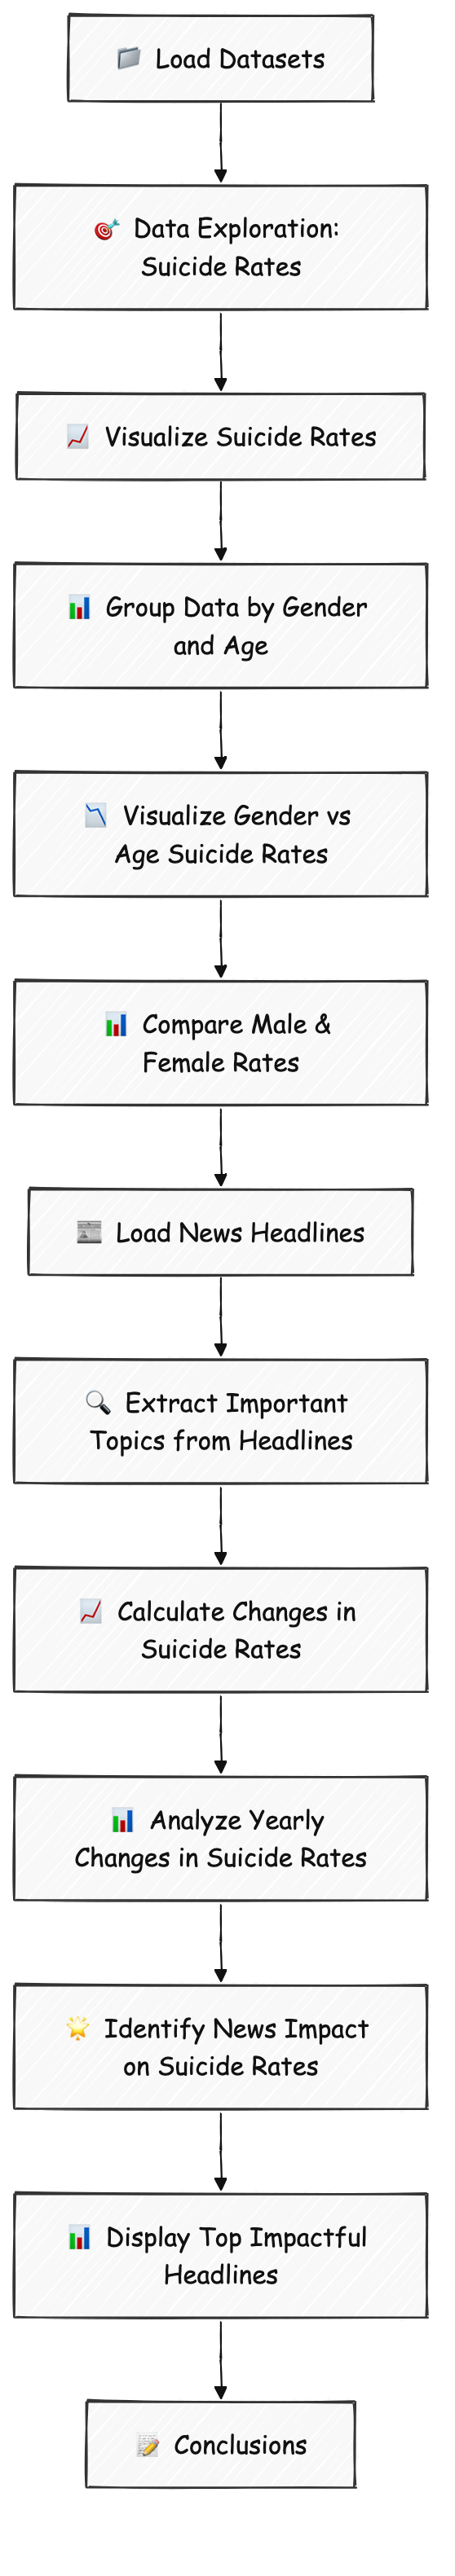 Load Datasets
Data Exploration:
Suicide Rates
Visualize Suicide Rates
Group Data by Gender
and Age
Visualize Gender vs
Age Suicide Rates
Compare Male &
Female Rates
Load News Headlines
Extract Important
Topics from Headlines
Calculate Changes in
Suicide Rates
Analyze Yearly
Changes in Suicide Rates
Identify News Impact
on Suicide Rates
Display Top Impactful
Headlines
Conclusions